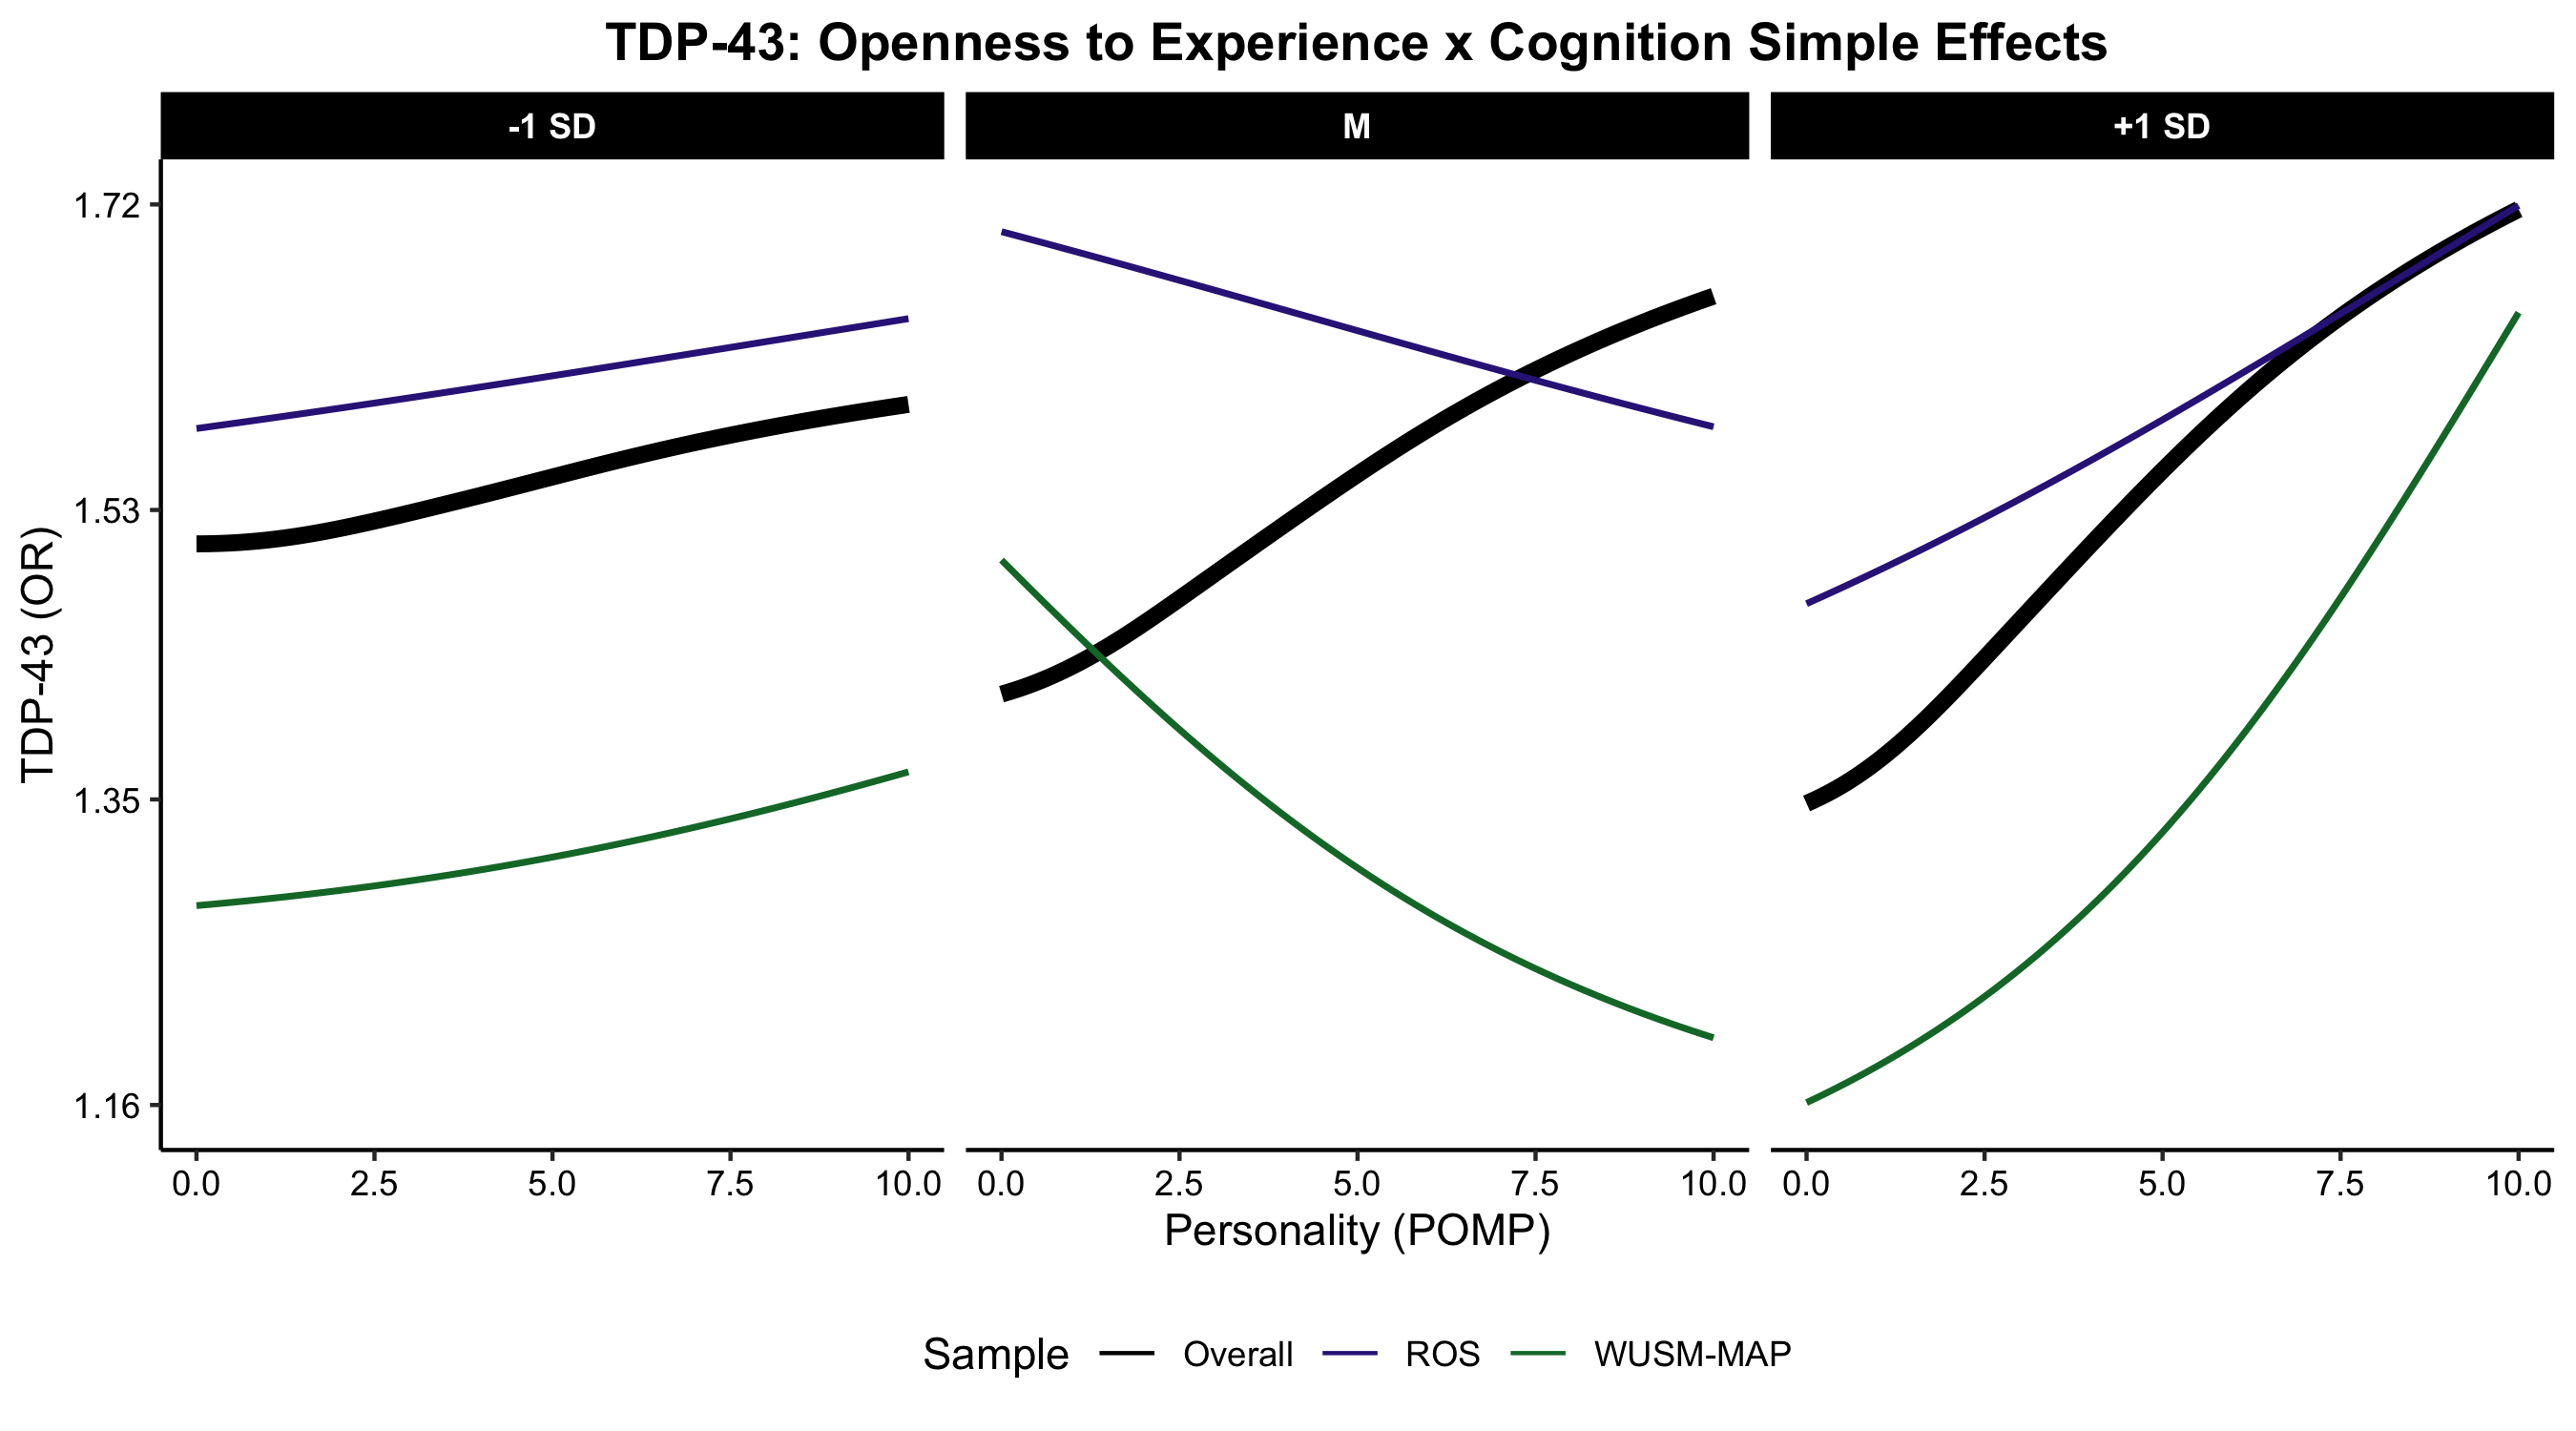 TDP-43: Openness to Experience x Cognition Simple Effects
-1 SD M +1 SD
TDP-43 (OR)
1.72
1.53
1.35
1.16
0.0 2.5 5.0 7.5 10.0 0.0 2.5 5.0 7.5 10.0 0.0 2.5 5.0 7.5 10.0
Personality (POMP)
Sample Overall ROS WUSM-MAP